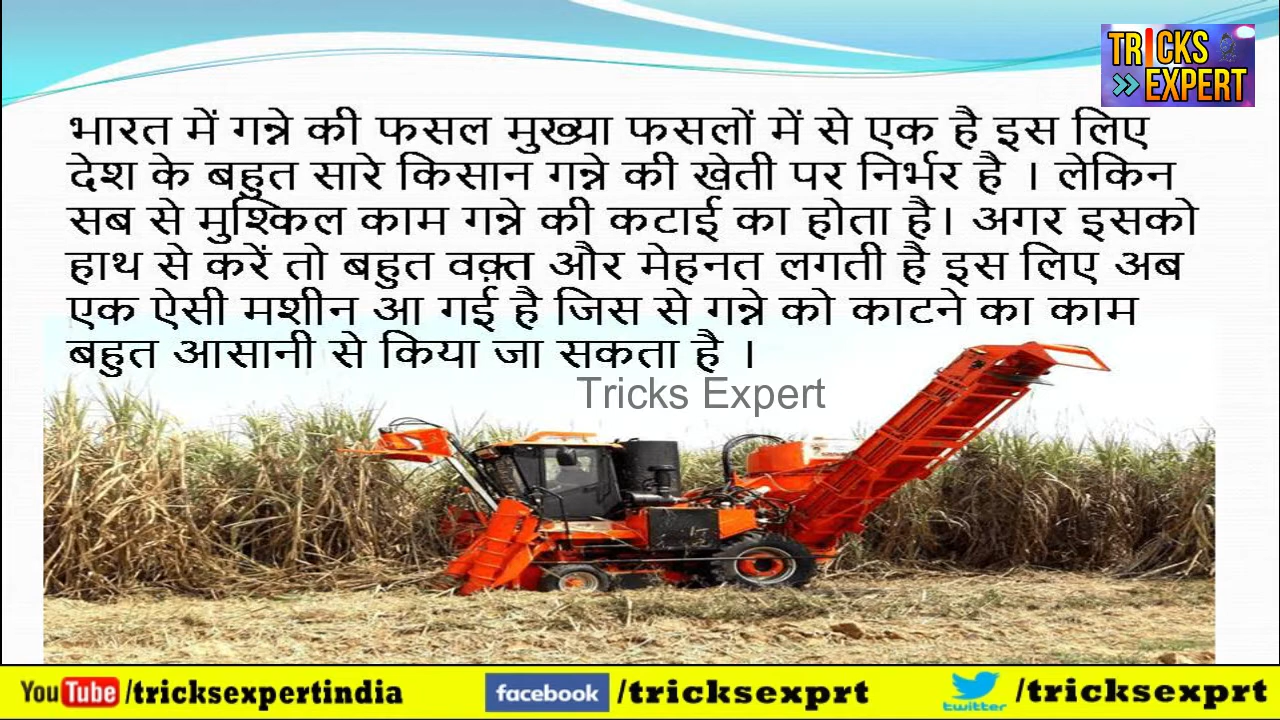 TRICKS
>> EXPERT
भारत में गन्ने की फसल मुख्या फसलों में से एक है इस लिए
देश के बहुत सारे किसान गन्ने की खेती पर निर्भर है । लेकिन
सब से मुश्किल काम गन्ने की कटाई का होता है। अगर इसको
हाथ से करें तो बहुत वक़्त और मेहनत लगती है इस लिए अब
एक ऐसी मशीन आ गई है जिस से गन्ने को काटने का काम
बहुत आसानी से किया जा सकता है ।
Tricks Expert
YouTube /tricksexpertindia facebook /tricksexprt twitter /tricksexprt